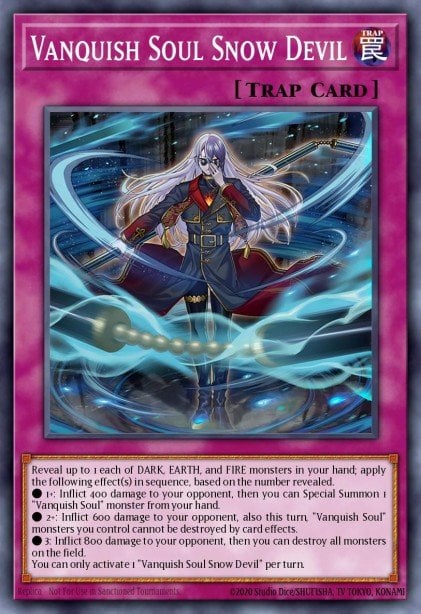 Vanquish Soul Snow Devil
TRAP
罠
[Trap Card]
Reveal up to 1 each of DARK, EARTH, and FIRE monsters in your hand; apply
the following effect(s) in sequence, based on the number revealed.
● 1+: Inflict 400 damage to your opponent, then you can Special Summon 1
"Vanquish Soul" monster from your hand.
● 2+: Inflict 600 damage to your opponent, also this turn, "Vanquish Soul"
monsters you control cannot be destroyed by card effects.
● 3: Inflict 800 damage to your opponent, then you can destroy all monsters
on the field.
You can only activate 1 "Vanquish Soul Snow Devil" per turn.
Replica - Not For Use in Sanctioned Tournaments ©2020 Studio Dice/SHUEISHA, TV TOKYO, KONAMI